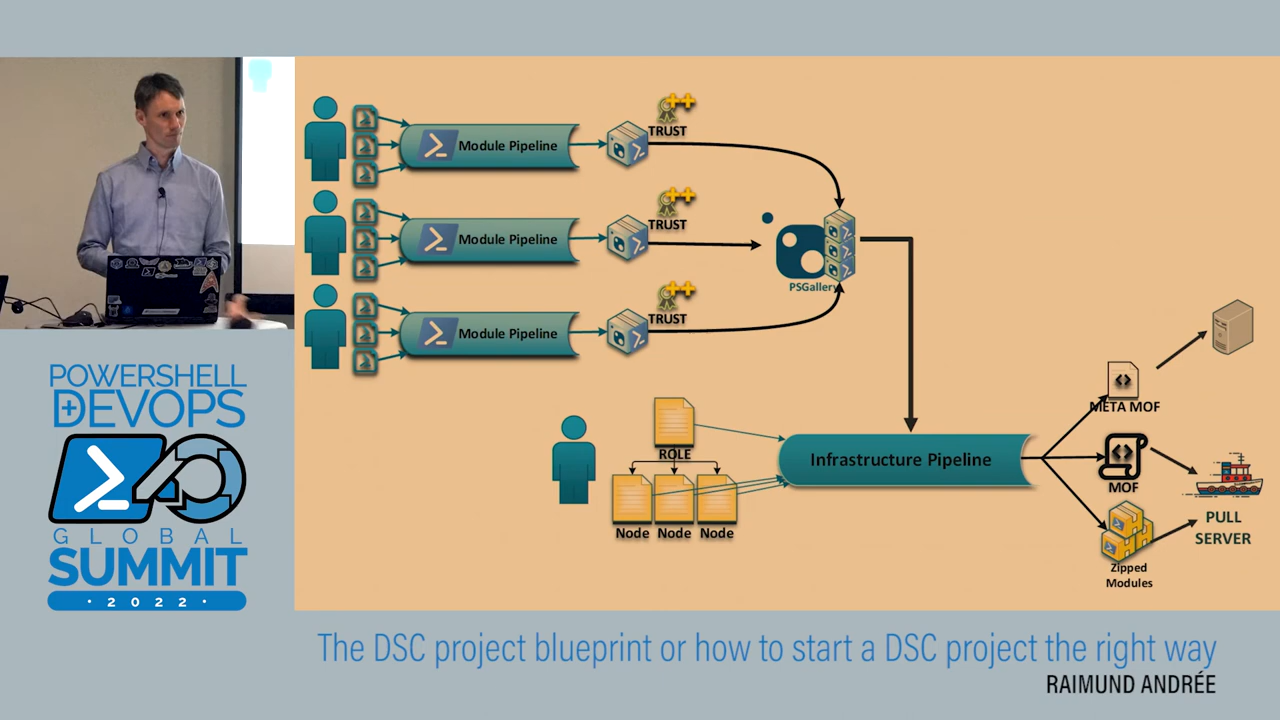 TRUST
Module Pipeline
TRUST
Module Pipeline
PSGallery
TRUST
Module Pipeline
META MOF
ROLE
Infrastructure Pipeline
MOF
Node Node Node
PULL
SERVER
Zipped
Modules
POWERSHELL
DEVOPS
GLOBAL
SUMMIT
· 2022 ·
The DSC project blueprint or how to start a DSC project the right way
RAIMUND ANDRÉE